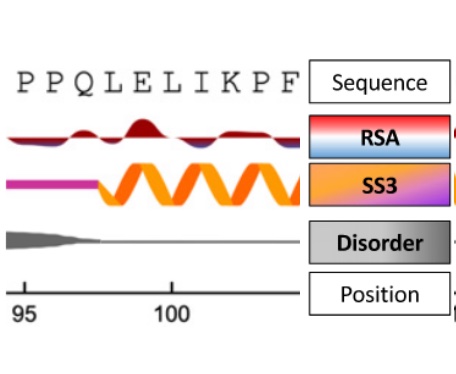 PPQLELIKPF Sequence
RSA
SS3
Disorder
Position
95 100